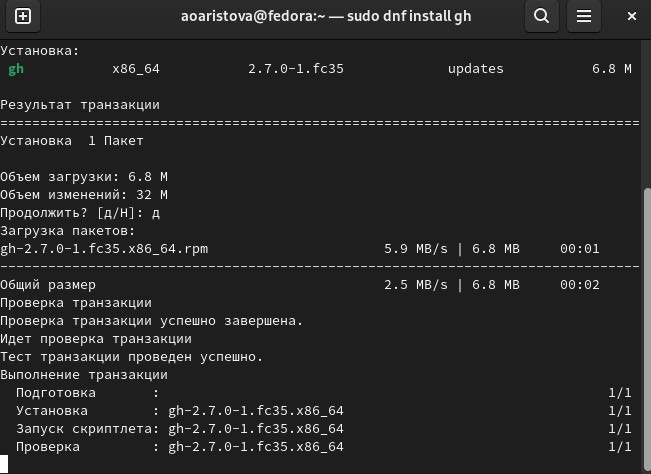 aoaristova@fedora:~ — sudo dnf install gh
Установка:
gh x86_64 2.7.0-1.fc35 updates 6.8 M
Результат транзакции
================================================================================
Установка 1 Пакет
Объем загрузки: 6.8 M
Объем изменений: 32 M
Продолжить? [д/Н]: д
Загрузка пакетов:
gh-2.7.0-1.fc35.x86_64.rpm 5.9 MB/s | 6.8 MB 00:01
--------------------------------------------------------------------------------
Общий размер 2.5 MB/s | 6.8 MB 00:02
Проверка транзакции
Проверка транзакции успешно завершена.
Идет проверка транзакции
Тест транзакции проведен успешно.
Выполнение транзакции
Подготовка : 1/1
Установка : gh-2.7.0-1.fc35.x86_64 1/1
Запуск скриптлета: gh-2.7.0-1.fc35.x86_64 1/1
Проверка : gh-2.7.0-1.fc35.x86_64 1/1